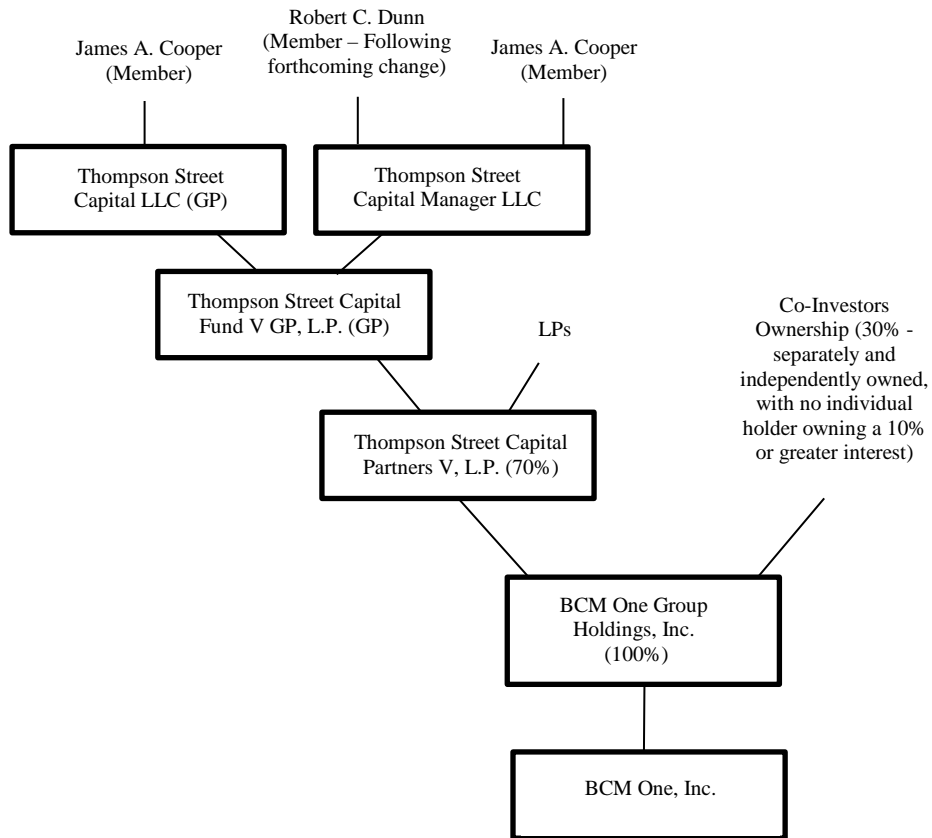 James A. Cooper
(Member)
Robert C. Dunn
(Member – Following
forthcoming change)
James A. Cooper
(Member)
Thompson Street
Capital LLC (GP)
Thompson Street
Capital Manager LLC
Thompson Street Capital
Fund V GP, L.P. (GP)
LPs
Co-Investors
Ownership (30% -
separately and
independently owned,
with no individual
holder owning a 10%
or greater interest)
Thompson Street Capital
Partners V, L.P. (70%)
BCM One Group
Holdings, Inc.
(100%)
BCM One, Inc.